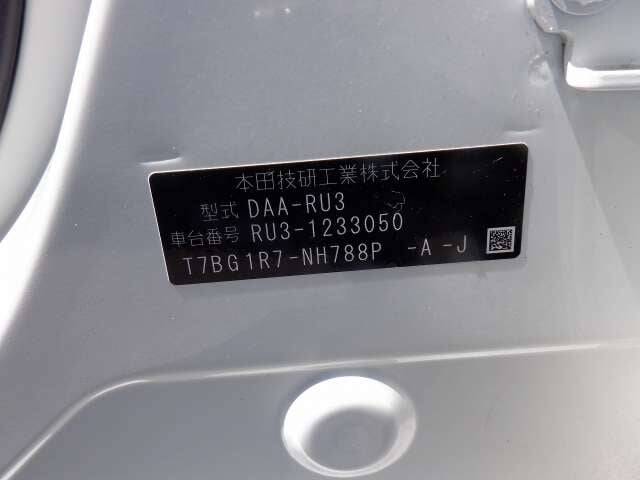 本田技研工業株式会社
型式 DAA-RU3
車台番号 RU3-1233050
T7BG1R7-NH788P -A-J